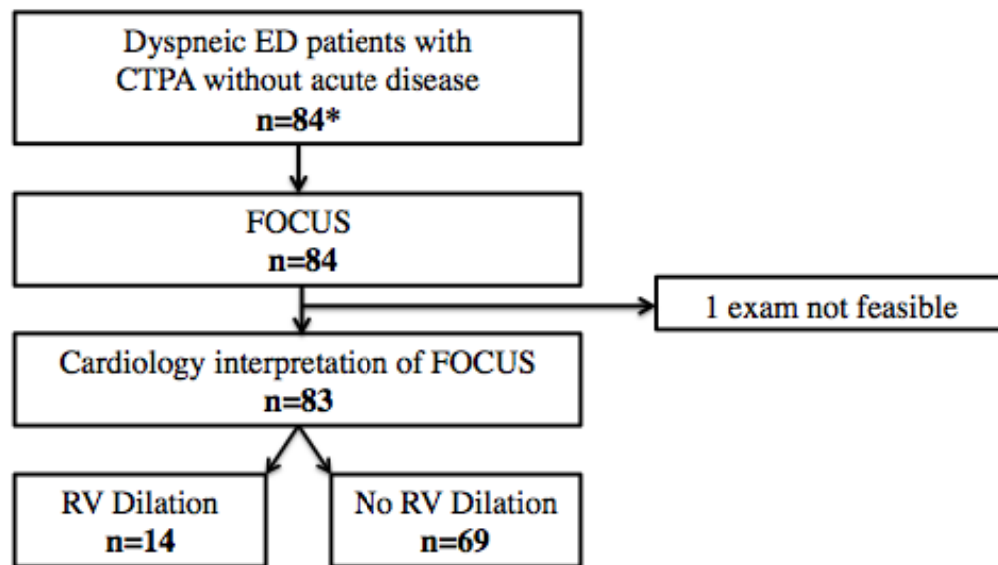 Dyspneic ED patients with
CTPA without acute disease
n=84*
FOCUS
n=84
1 exam not feasible
Cardiology interpretation of FOCUS
n=83
RV Dilation
n=14
No RV Dilation
n=69